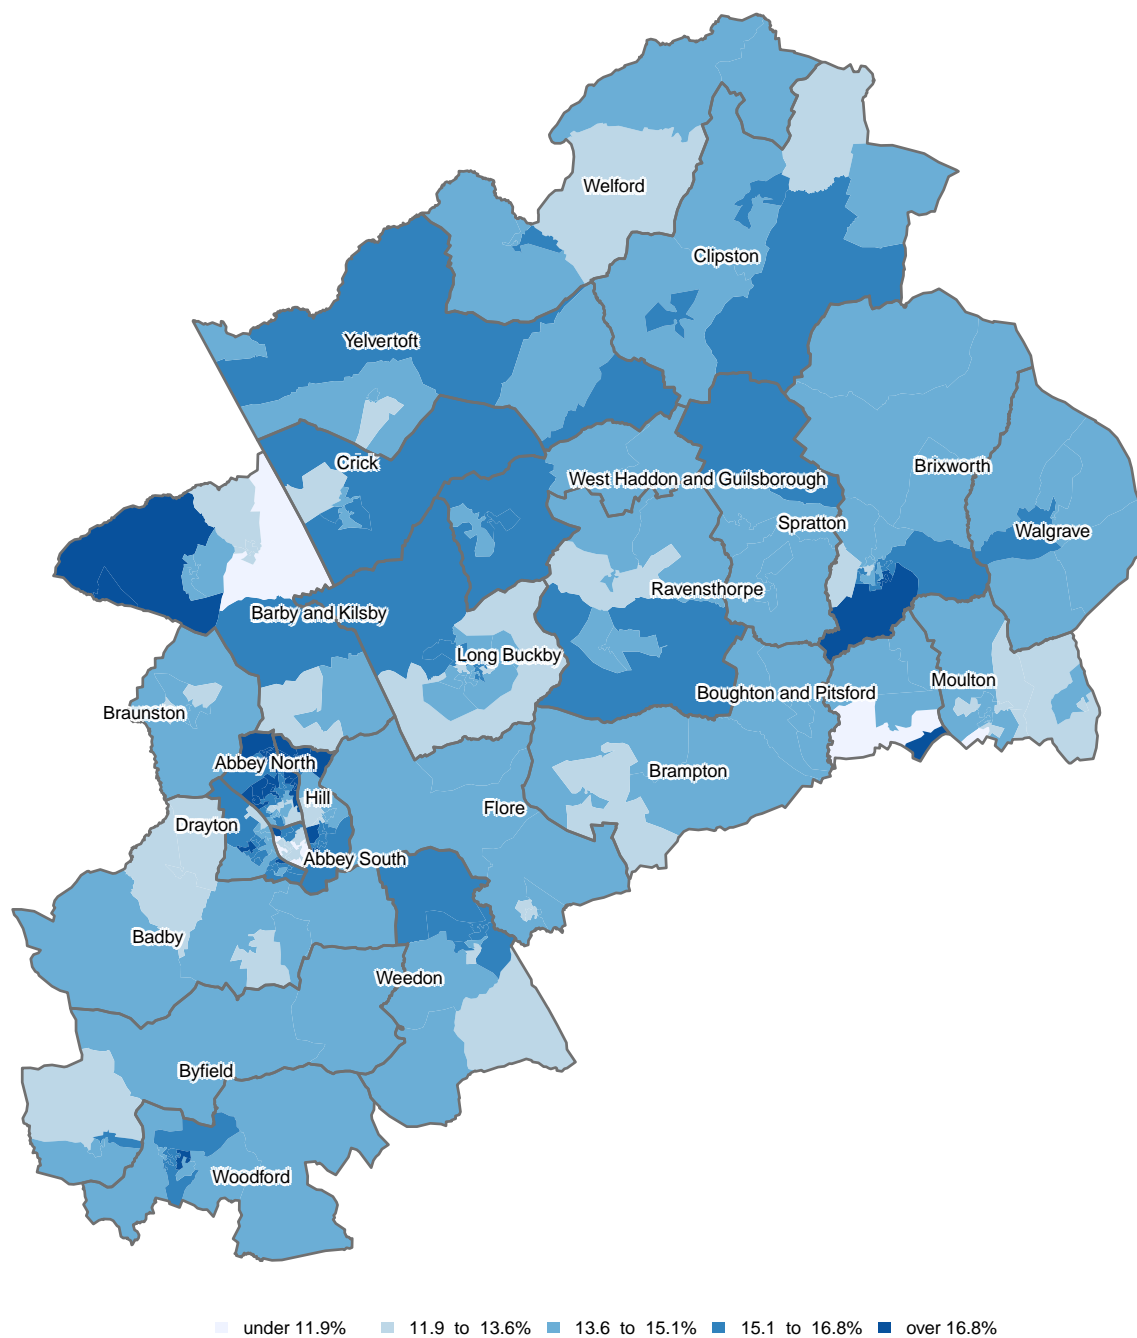 Welford
Clipston
Yelvertoft
Crick
Brixworth
West Haddon and Guilsborough
Spratton
Walgrave
Ravensthorpe
Barby and Kilsby
Long Buckby
Moulton
Boughton and Pitsford
Braunston
Abbey North
Brampton
Hill
Flore
Drayton
Abbey South
Badby
Weedon
Byfield
Woodford
under 11.9% 11.9 to 13.6% 13.6 to 15.1% 15.1 to 16.8% over 16.8%